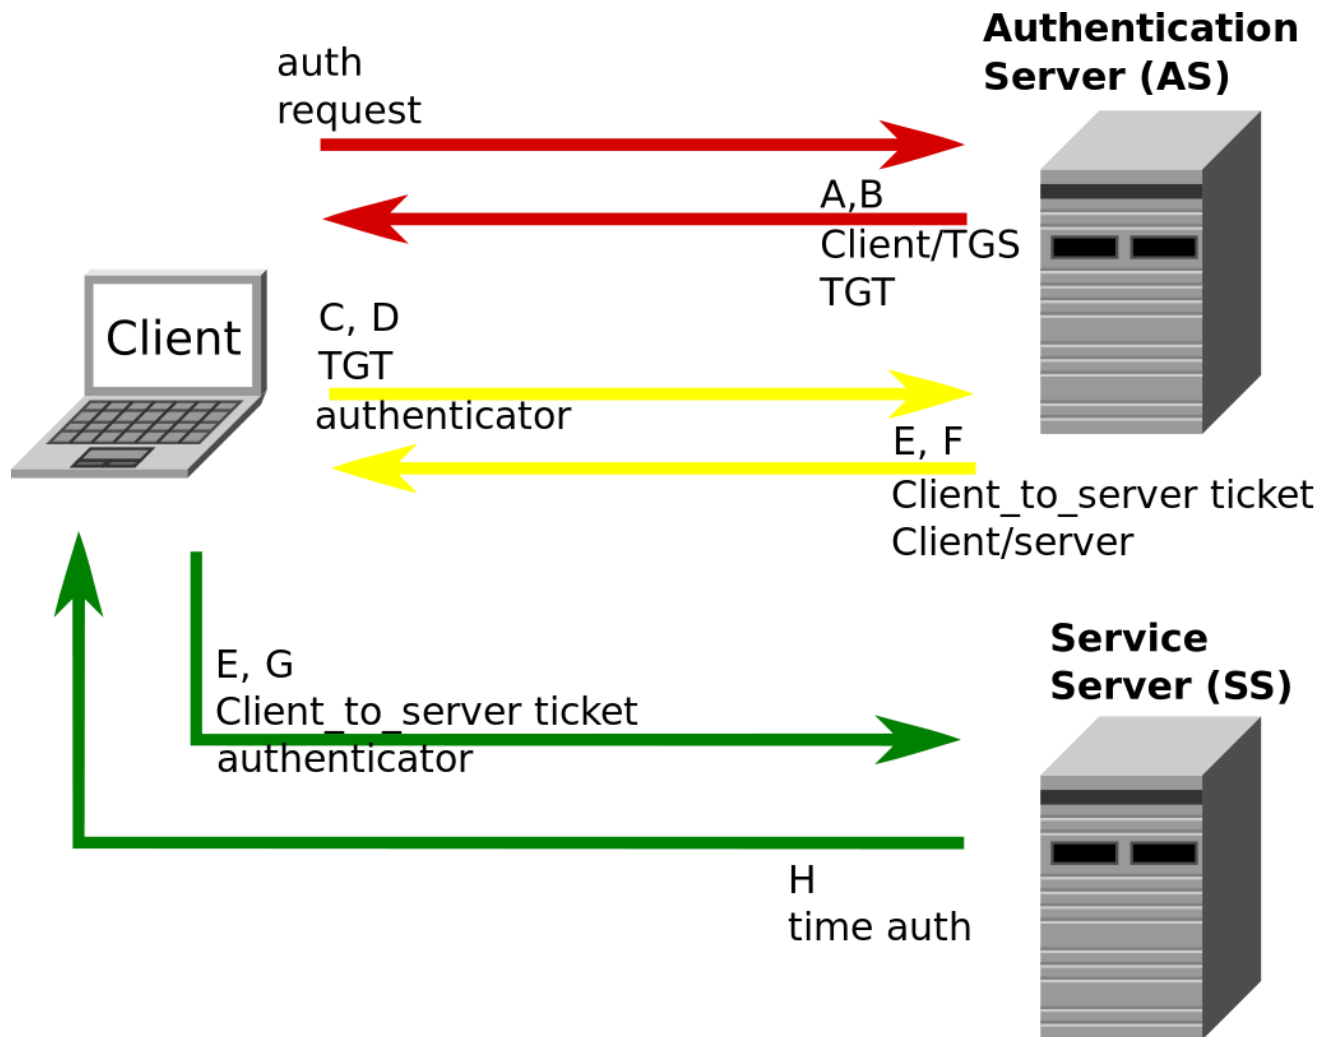 Authentication
Server (AS)
auth
request
A,B
Client/TGS
TGT
Client
C, D
TGT
authenticator
E, F
Client_to_server ticket
Client/server
Service
Server (SS)
E, G
Client_to_server ticket
authenticator
H
time auth